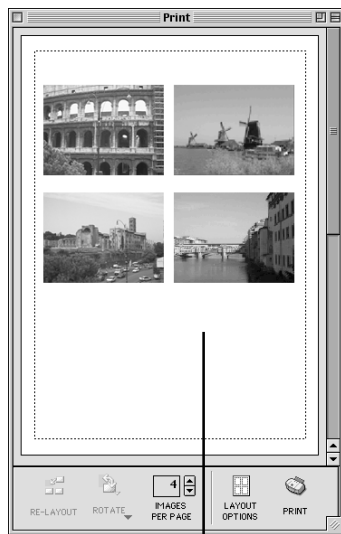 Print
RE-LAYOUT
ROTATE
4
IMAGES
PER PAGE
LAYOUT
OPTIONS
PRINT